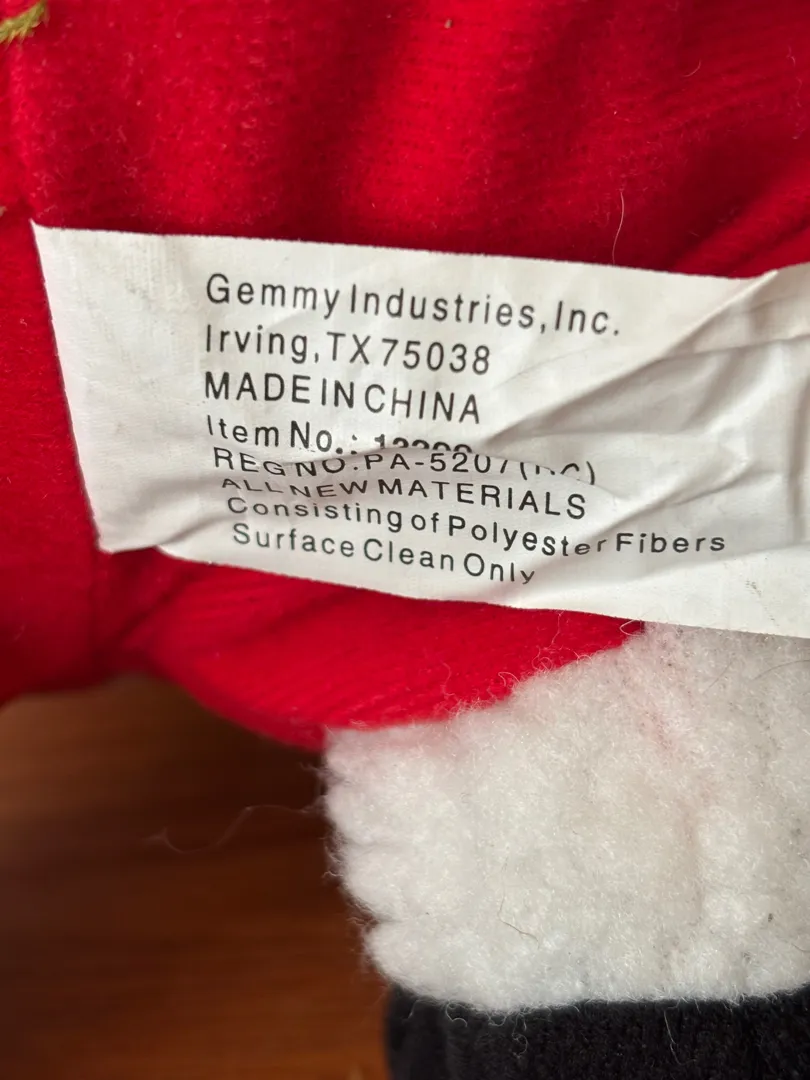 Gemmy Industries, Inc.
Irving, TX 75038
MADE IN CHINA
Item No.:
REG NO. PA-5207
ALL NEW MATERIALS
Consisting of Polyester Fibers
Surface Clean Only